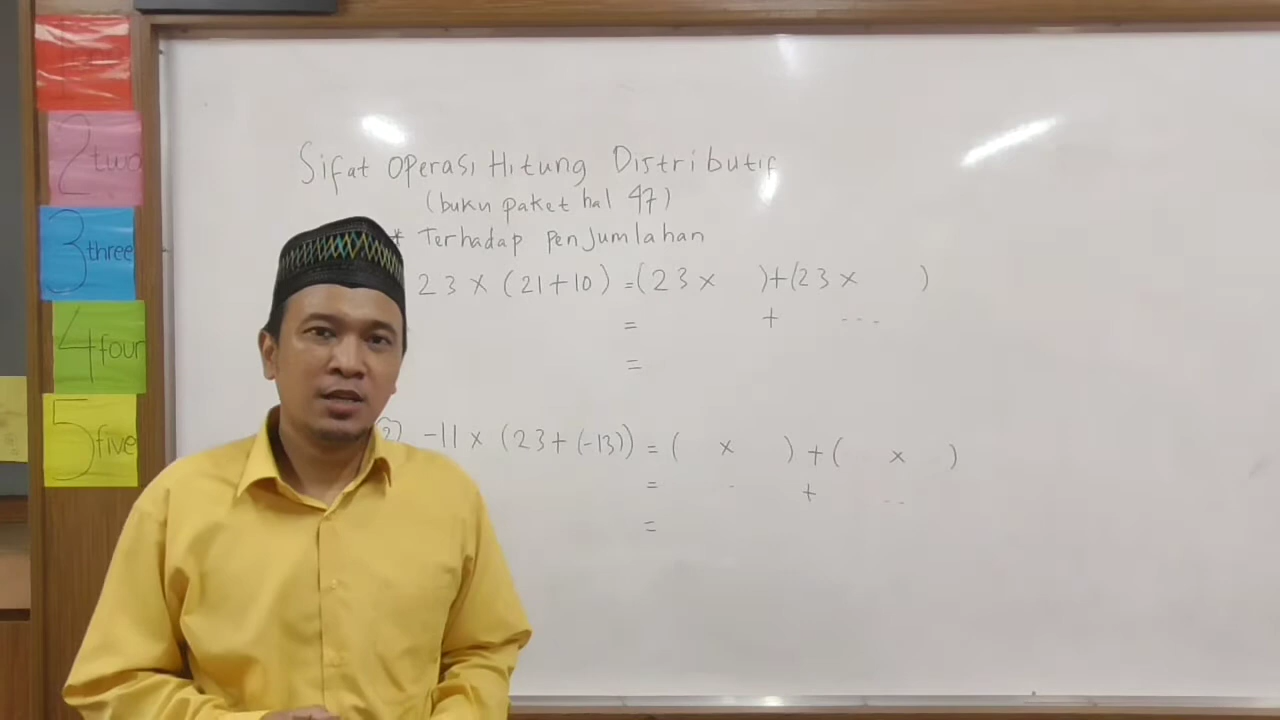 2 two
3 three
4 four
5 five
Sifat Operasi Hitung Distributif
(buku paket hal 47)
* Terhadap penjumlahan
23 x (21+10) = (23 x ) + (23 x )
= + ...
=
2) -11 x (23 + (-13)) = ( x ) + ( x )
= . + ..
=